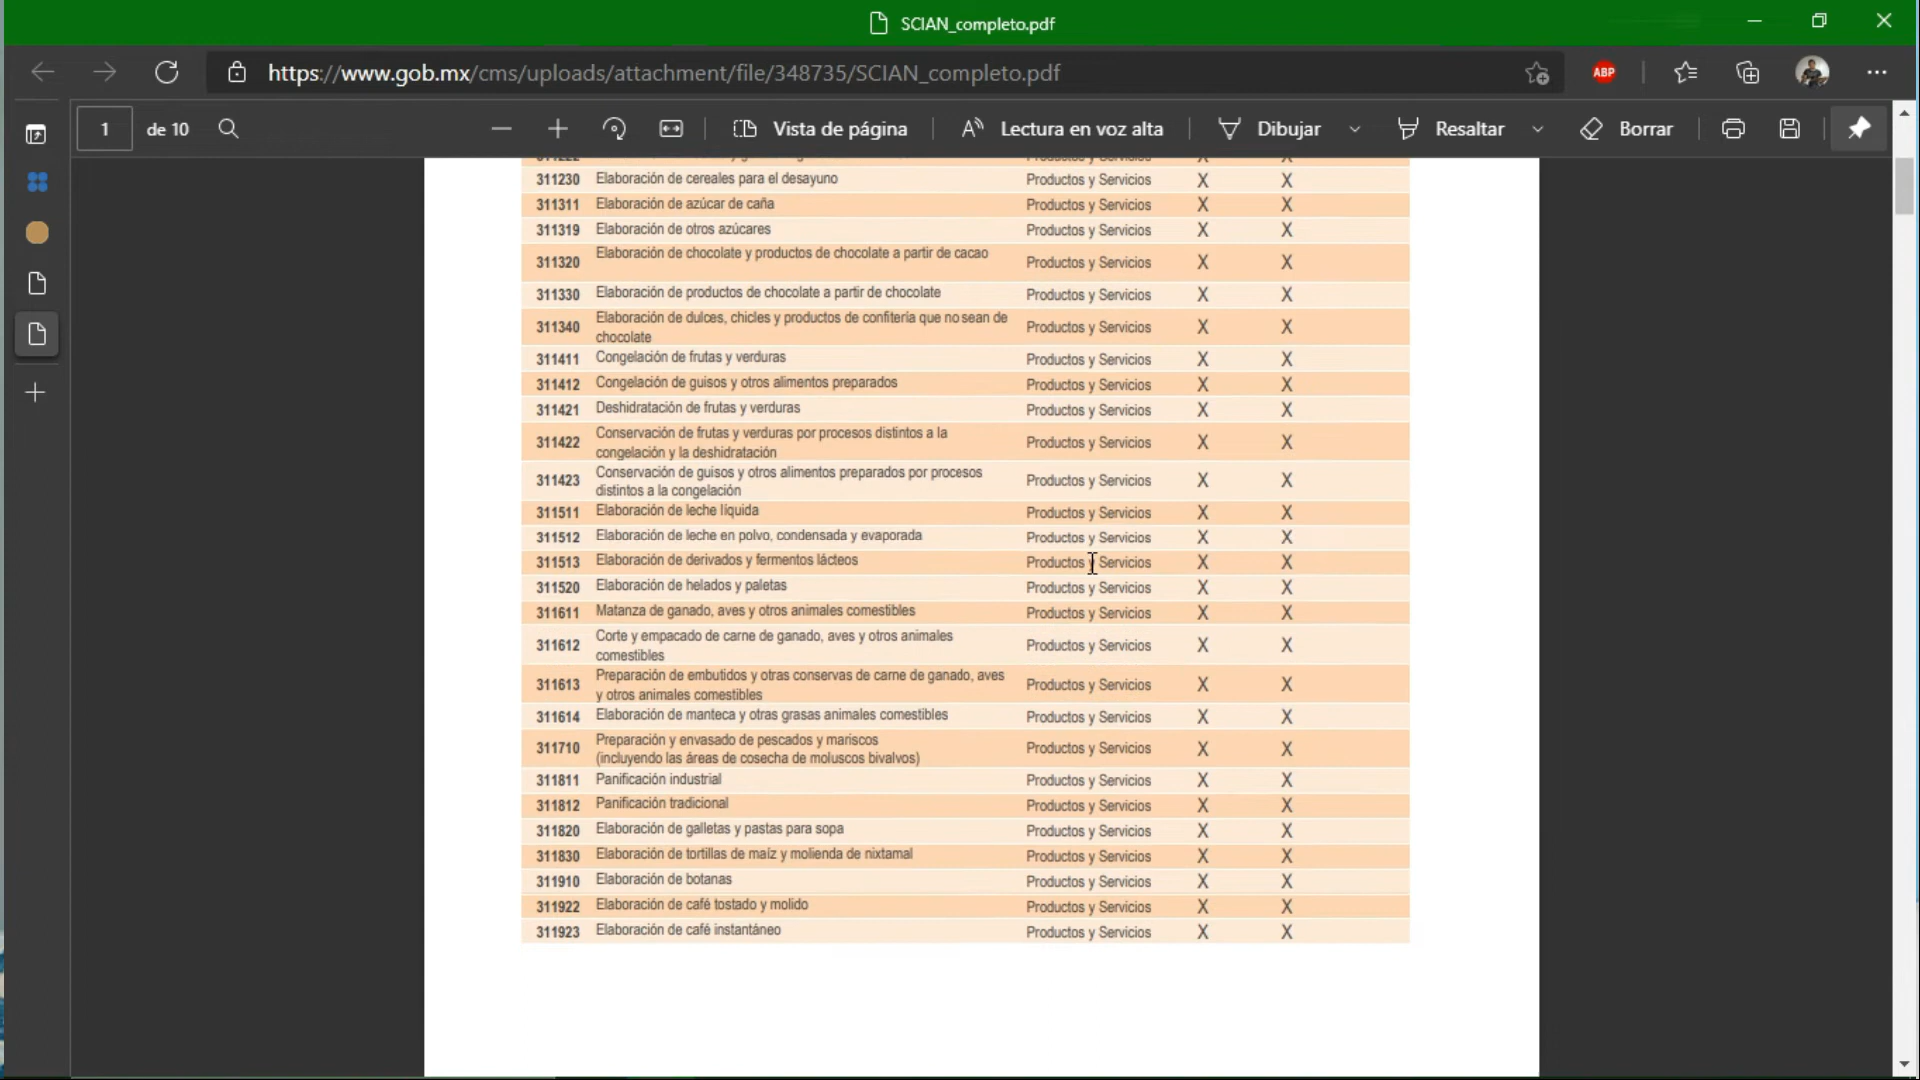 SCIAN_completo.pdf
https://www.gob.mx/cms/uploads/attachment/file/348735/SCIAN_completo.pdf
ABP
1 de 10
Vista de página
Lectura en voz alta
Dibujar
Resaltar
Borrar
311222 Productos y Servicios X X
311230 Elaboración de cereales para el desayuno Productos y Servicios X X
311311 Elaboración de azúcar de caña Productos y Servicios X X
311319 Elaboración de otros azúcares Productos y Servicios X X
311320 Elaboración de chocolate y productos de chocolate a partir de cacao Productos y Servicios X X
311330 Elaboración de productos de chocolate a partir de chocolate Productos y Servicios X X
311340 Elaboración de dulces, chicles y productos de confitería que no sean de
chocolate Productos y Servicios X X
311411 Congelación de frutas y verduras Productos y Servicios X X
311412 Congelación de guisos y otros alimentos preparados Productos y Servicios X X
311421 Deshidratación de frutas y verduras Productos y Servicios X X
311422 Conservación de frutas y verduras por procesos distintos a la
congelación y la deshidratación Productos y Servicios X X
311423 Conservación de guisos y otros alimentos preparados por procesos
distintos a la congelación Productos y Servicios X X
311511 Elaboración de leche líquida Productos y Servicios X X
311512 Elaboración de leche en polvo, condensada y evaporada Productos y Servicios X X
311513 Elaboración de derivados y fermentos lácteos Productos y Servicios X X
311520 Elaboración de helados y paletas Productos y Servicios X X
311611 Matanza de ganado, aves y otros animales comestibles Productos y Servicios X X
311612 Corte y empacado de carne de ganado, aves y otros animales
comestibles Productos y Servicios X X
311613 Preparación de embutidos y otras conservas de carne de ganado, aves
y otros animales comestibles Productos y Servicios X X
311614 Elaboración de manteca y otras grasas animales comestibles Productos y Servicios X X
311710 Preparación y envasado de pescados y mariscos
(incluyendo las áreas de cosecha de moluscos bivalvos) Productos y Servicios X X
311811 Panificación industrial Productos y Servicios X X
311812 Panificación tradicional Productos y Servicios X X
311820 Elaboración de galletas y pastas para sopa Productos y Servicios X X
311830 Elaboración de tortillas de maíz y molienda de nixtamal Productos y Servicios X X
311910 Elaboración de botanas Productos y Servicios X X
311922 Elaboración de café tostado y molido Productos y Servicios X X
311923 Elaboración de café instantáneo Productos y Servicios X X